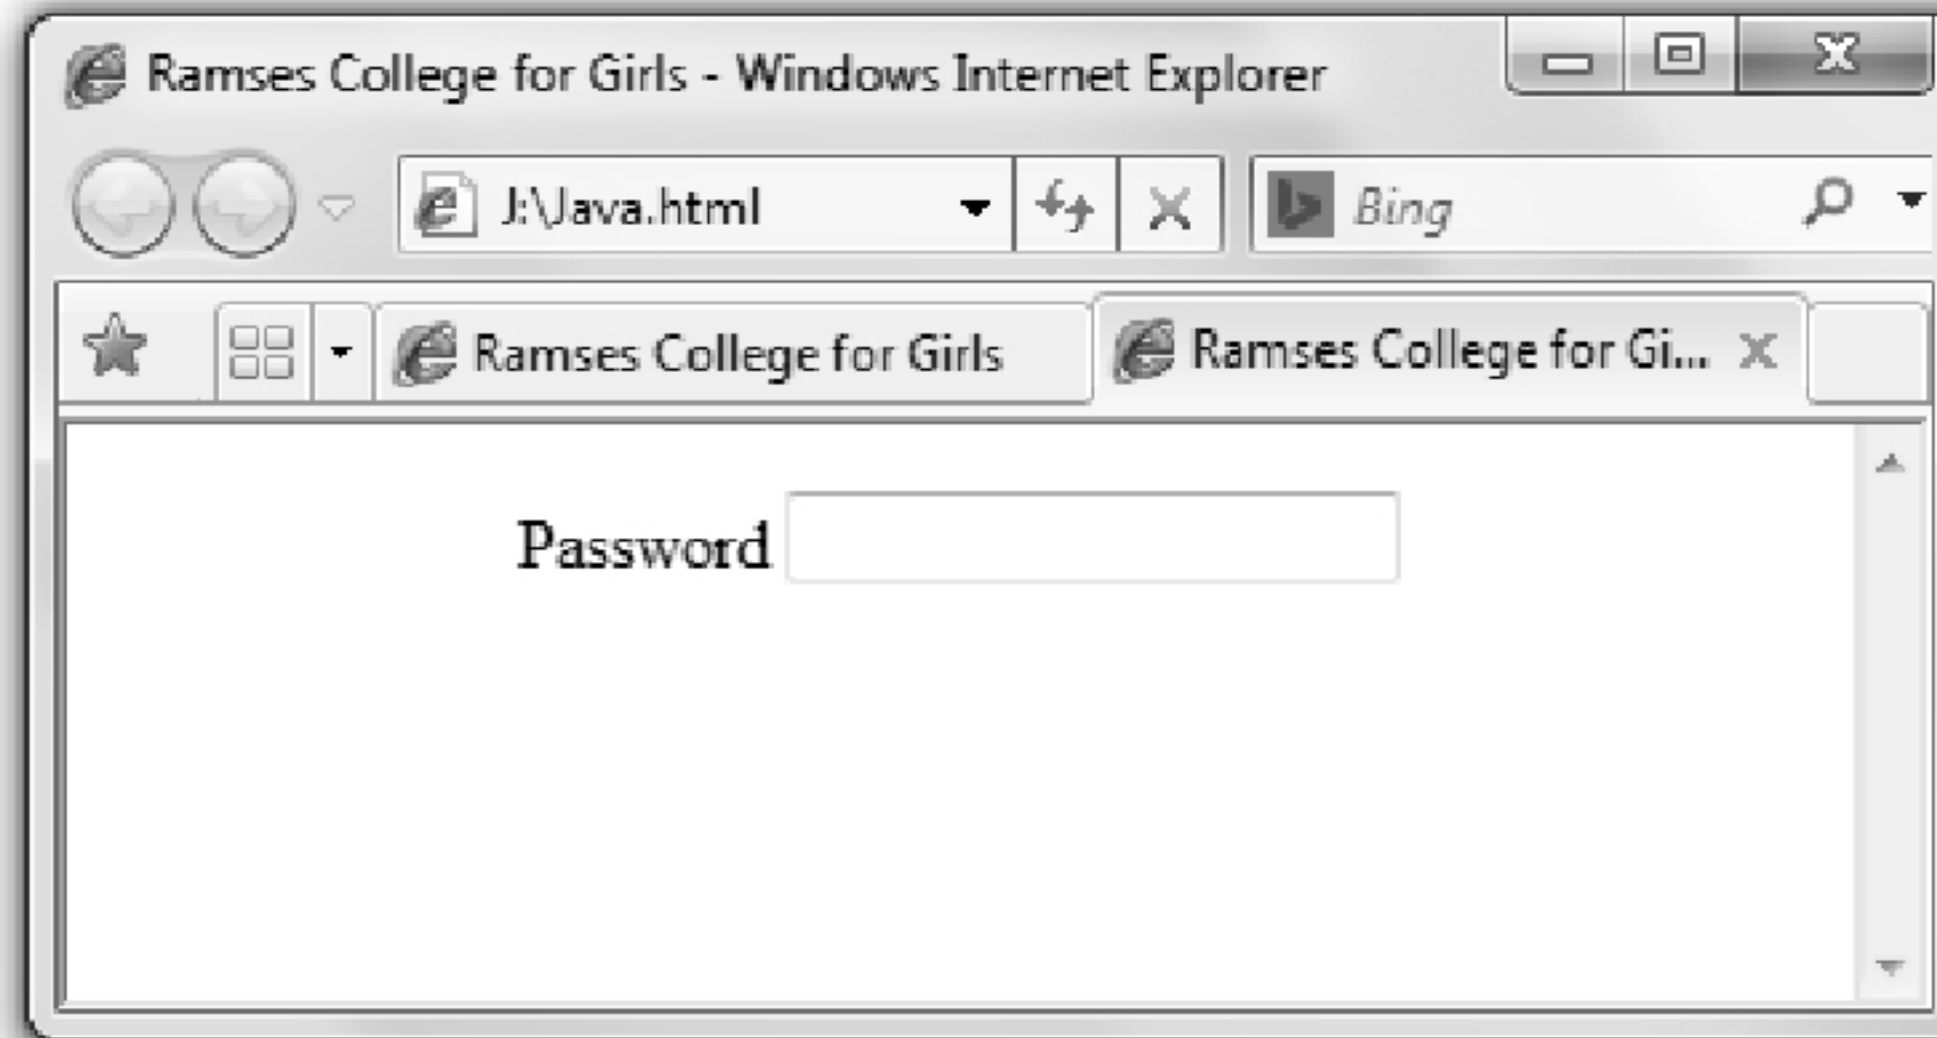 Ramses College for Girls - Windows Internet Explorer
J:\Java.html
Bing
Ramses College for Girls
Ramses College for Gi...
Password